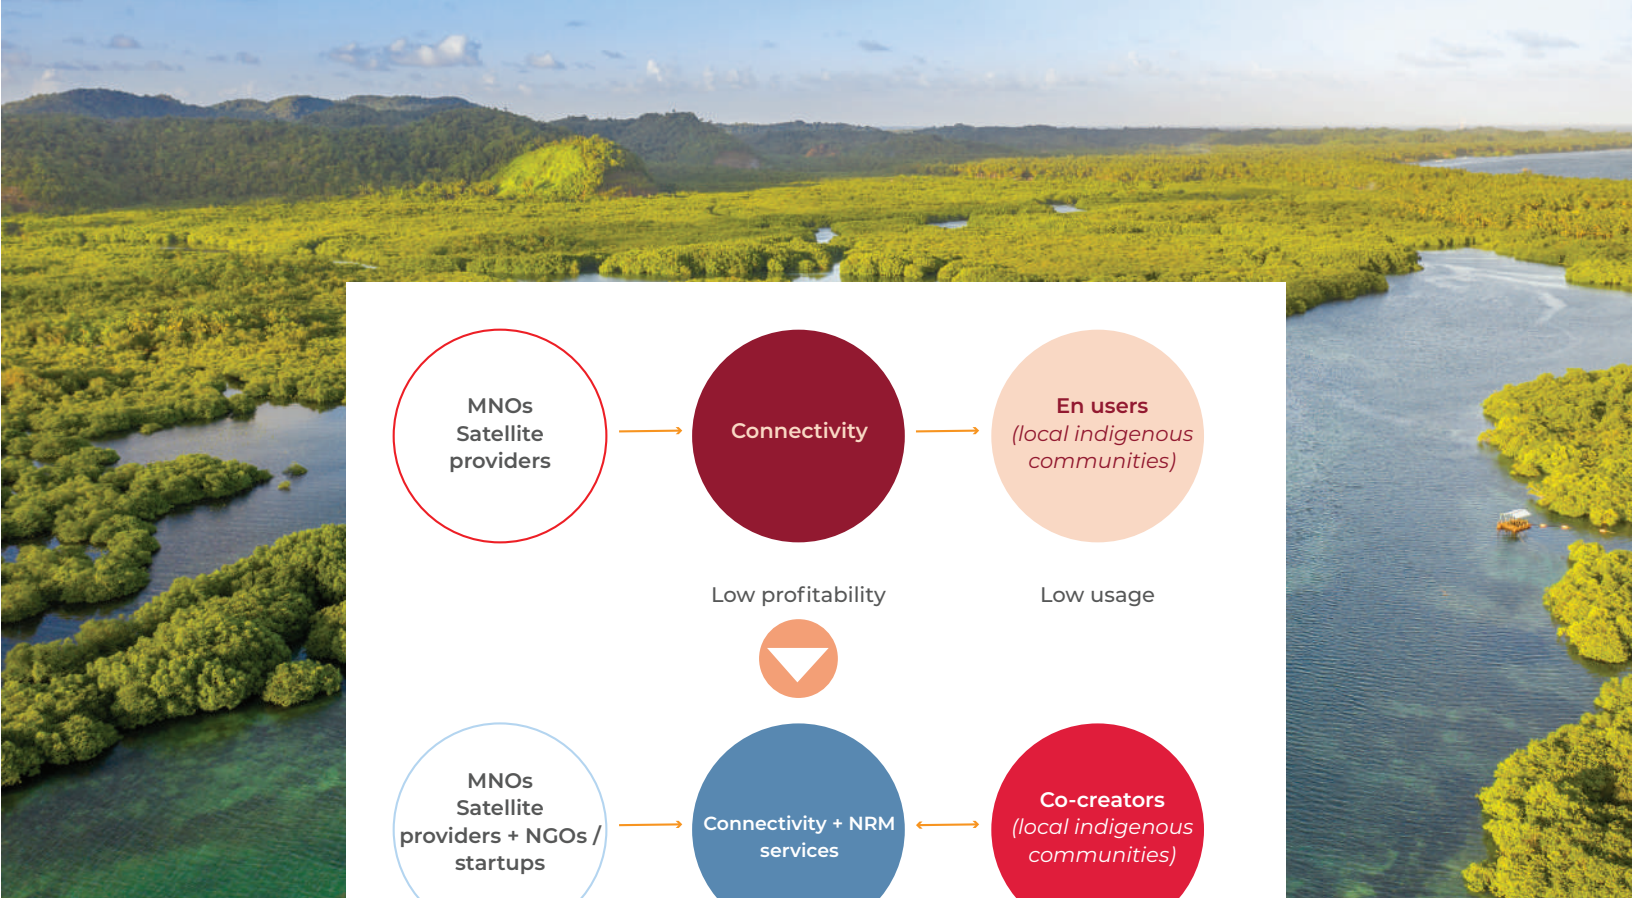 MNOs
Satellite
providers
Connectivity
En users
(local indigenous
communities)
Low profitability
Low usage
MNOs
Satellite
providers + NGOs /
startups
Connectivity + NRM
services
Co-creators
(local indigenous
communities)